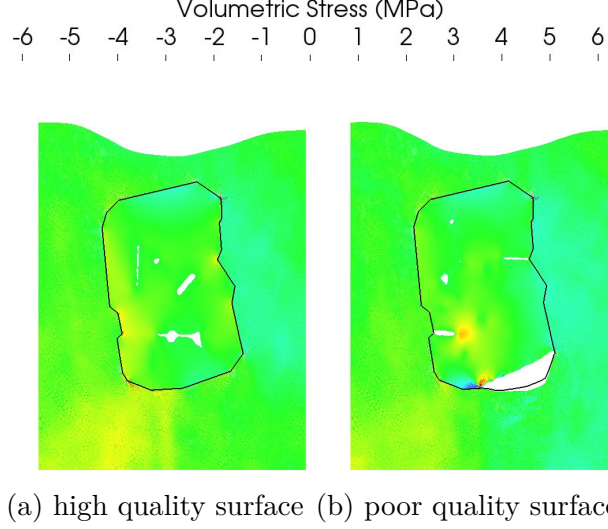 Volumetric Stress (MPa)
-6 -5 -4 -3 -2 -1 0 1 2 3 4 5 6
(a) high quality surface (b) poor quality surface